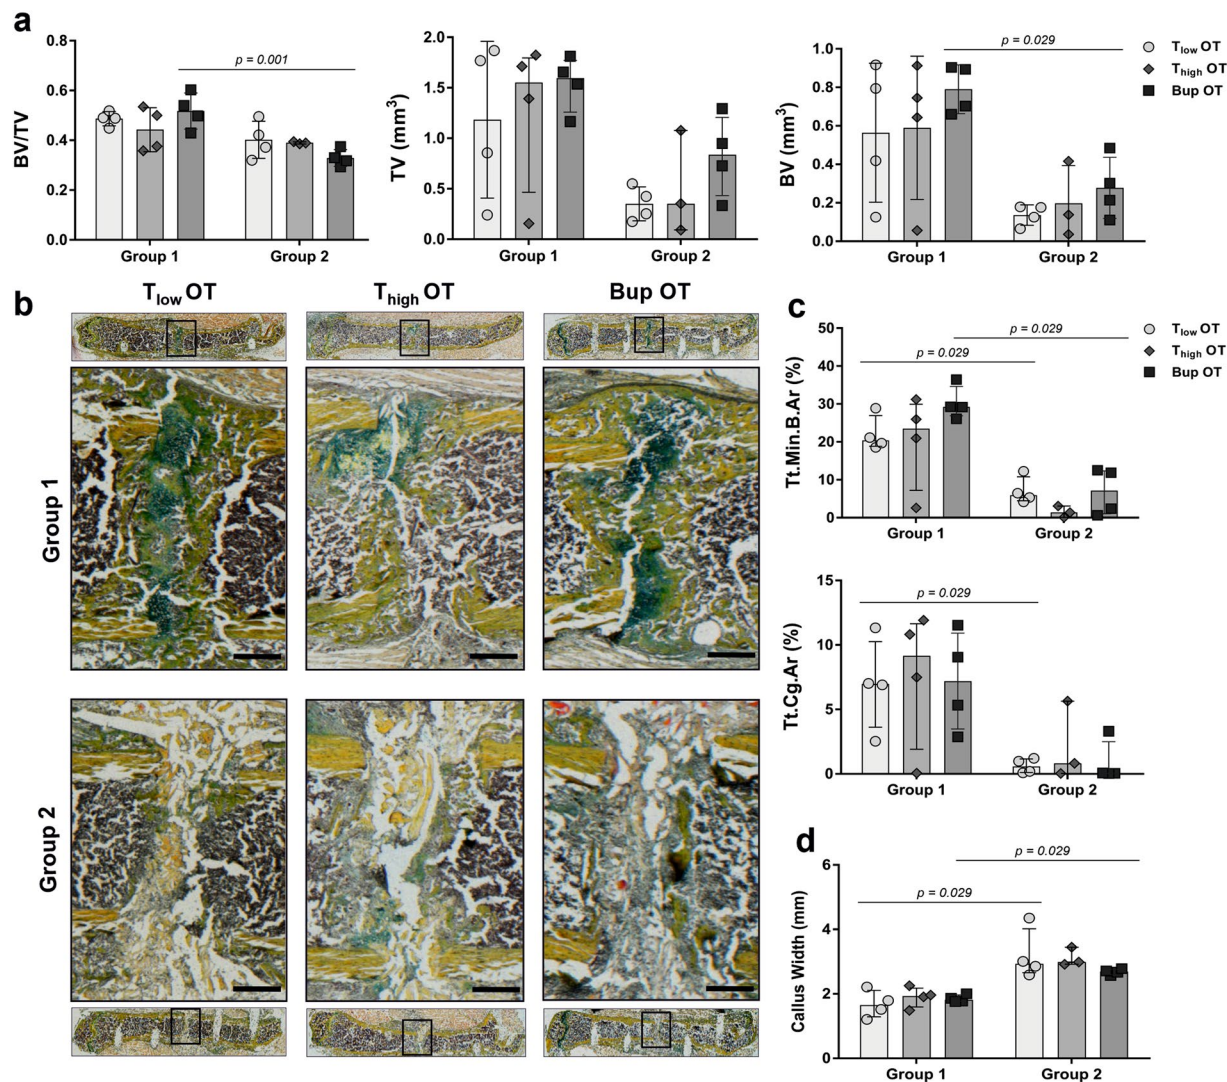 a
0.8
0.6
0.4
0.2
0.0
BV/TV
p = 0.001
Group 1 Group 2
2.0
1.5
1.0
0.5
0.0
TV (mm³)
Group 1 Group 2
1.0
0.8
0.6
0.4
0.2
0.0
BV (mm³)
p = 0.029
Group 1 Group 2
Tlow OT
Thigh OT
Bup OT
b
Tlow OT Thigh OT Bup OT
Group 1
Group 2
c
50
40
30
20
10
0
Tt.Min.B.Ar (%)
p = 0.029
p = 0.029
Group 1 Group 2
Tlow OT
Thigh OT
Bup OT
15
10
5
0
Tt.Cg.Ar (%)
p = 0.029
Group 1 Group 2
d
6
4
2
0
Callus Width (mm)
p = 0.029
p = 0.029
Group 1 Group 2